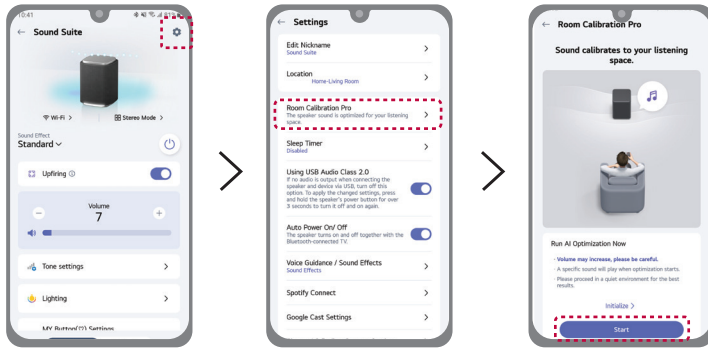 10:41
61%
← Sound Suite
Wi-Fi >
Stereo Mode >
Sound Effect
Standard
Upfiring
Volume
7
Tone settings
Lighting
MY Button(♡) Settings
← Settings
Edit Nickname
Sound Suite
Location
Home-Living Room
Room Calibration Pro
The speaker sound is optimized for your listening
space.
Sleep Timer
Disabled
Using USB Audio Class 2.0
If no audio is output when connecting the
speaker and device via USB, turn off this
option. To apply the changed settings, press
and hold the speaker's power button for over
3 seconds to turn it off and on again.
Auto Power On/ Off
The speaker turns on and off together with the
Bluetooth-connected TV.
Voice Guidance / Sound Effects
Sound Effects
Spotify Connect
Google Cast Settings
← Room Calibration Pro
Sound calibrates to your listening
space.
Run AI Optimization Now
· Volume may increase, please be careful.
· A specific sound will play when optimization starts.
· Please proceed in a quiet environment for the best
results.
Initialize >
Start